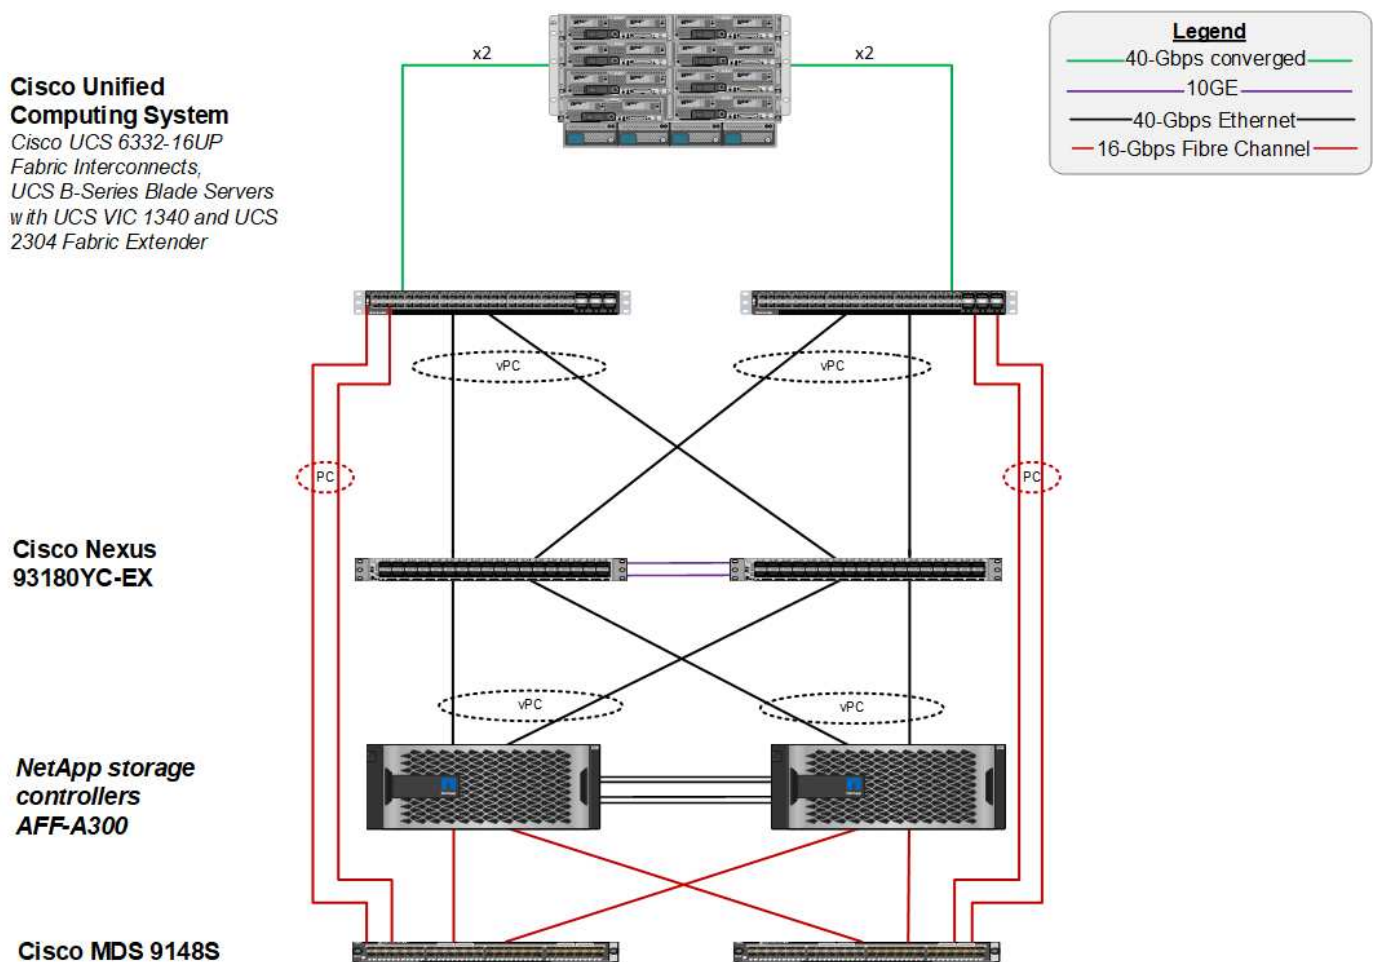 x2
x2
Legend
40-Gbps converged
10GE
40-Gbps Ethernet
16-Gbps Fibre Channel
Cisco Unified
Computing System
Cisco UCS 6332-16UP
Fabric Interconnects,
UCS B-Series Blade Servers
with UCS VIC 1340 and UCS
2304 Fabric Extender
vPC
vPC
PC
PC
Cisco Nexus
93180YC-EX
vPC
vPC
NetApp storage
controllers
AFF-A300
Cisco MDS 9148S